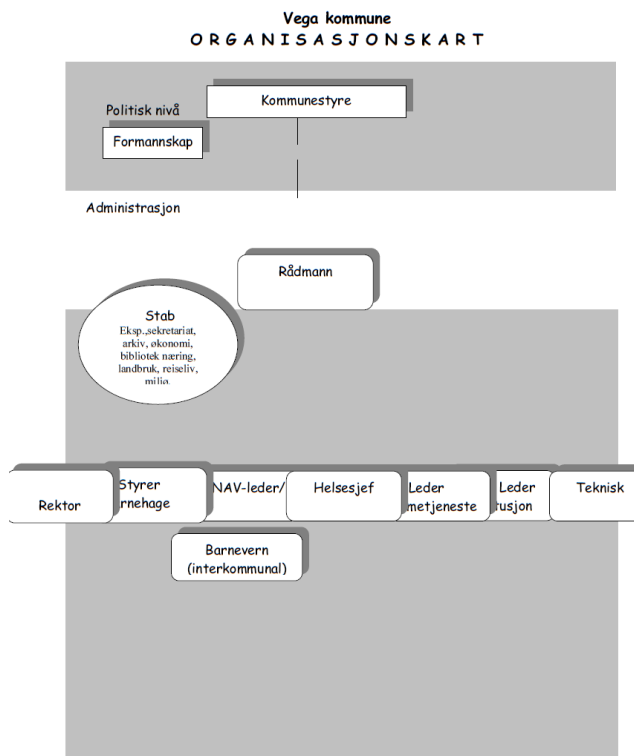 Vega kommune
ORGANISASJONSKART
Kommunestyre
Politisk nivå
Formannskap
Administrasjon
Rådmann
Stab
Eksp.,sekretariat,
arkiv, økonomi,
bibliotek næring,
landbruk, reiseliv,
miljø.
Rektor
Styrer
rnehage
NAV-leder/
Helsesjef
Leder
metjeneste
Leder
tusjon
Teknisk
Barnevern
(interkommunal)